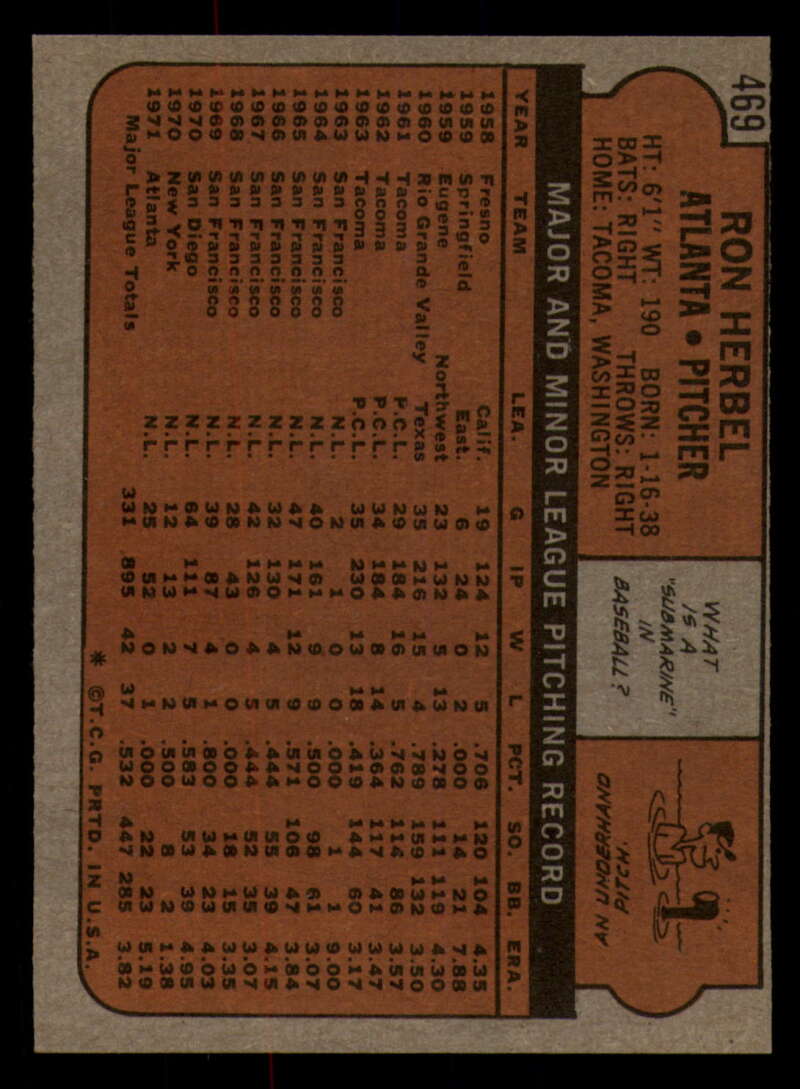 469
RON HERBEL
ATLANTA • PITCHER
HT: 6'1" WT: 190 BORN: 1-16-38
BATS: RIGHT THROWS: RIGHT
HOME: TACOMA, WASHINGTON
WHAT
IS A
"SUBMARINE"
IN
BASEBALL?
AN UNDERHAND
PITCH.
MAJOR AND MINOR LEAGUE PITCHING RECORD
YEAR TEAM LEA. G IP W L PCT. SO. BB. ERA.
1958 Fresno Calif. 19 124 12 5 .706 120 104 4.35
1959 Springfield East. 6 24 0 2 .000 14 21 7.88
1959 Eugene Northwest 23 132 5 13 .278 111 119 4.30
1960 Rio Grande Valley Texas 35 216 15 4 .789 159 132 3.50
1961 Tacoma P.C.L. 29 184 16 5 .762 114 86 3.57
1962 Tacoma P.C.L. 34 184 8 14 .364 117 41 3.47
1963 Tacoma P.C.L. 35 230 13 18 .419 144 60 3.17
1963 San Francisco N.L. 2 1 0 0 .000 1 1 9.00
1964 San Francisco N.L. 40 161 9 9 .500 98 61 3.07
1965 San Francisco N.L. 47 171 12 9 .571 106 47 3.84
1966 San Francisco N.L. 32 130 4 5 .444 55 39 4.15
1967 San Francisco N.L. 42 126 4 5 .444 52 35 3.07
1968 San Francisco N.L. 28 43 0 0 .000 18 15 3.35
1969 San Francisco N.L. 39 87 4 1 .800 34 23 4.03
1970 San Diego N.L. 64 111 7 5 .583 53 39 4.95
1970 New York N.L. 12 13 2 2 .500 8 2 1.38
1971 Atlanta N.L. 25 52 0 1 .000 22 23 5.19
Major League Totals 331 895 42 37 .532 447 285 3.82
* ©T.C.G. PRTD. IN U.S.A.